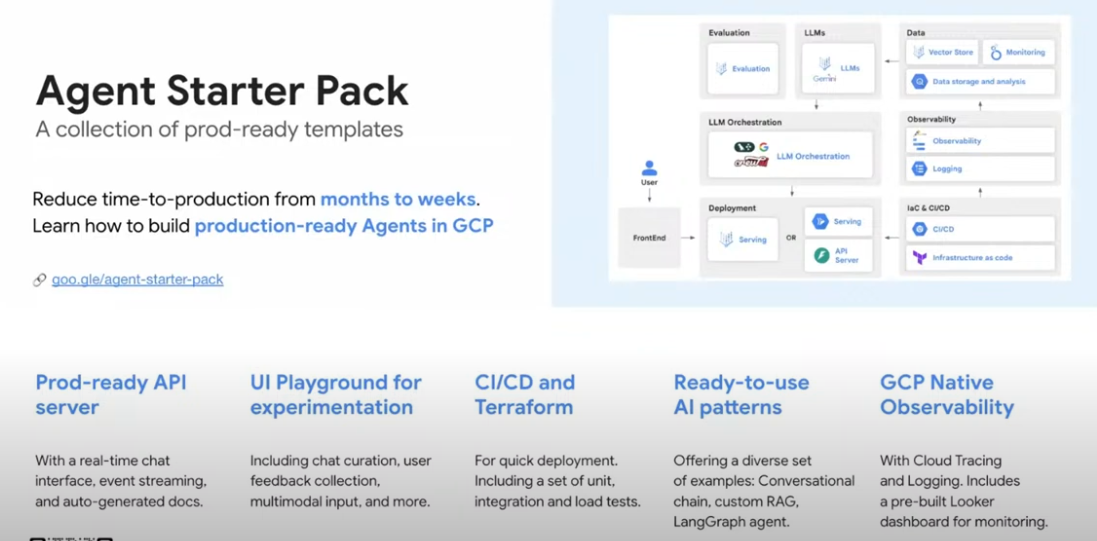 Agent Starter Pack
A collection of prod-ready templates
Reduce time-to-production from months to weeks.
Learn how to build production-ready Agents in GCP
goo.gle/agent-starter-pack
User
FrontEnd
Evaluation
Evaluation
LLMs
Gemini
LLMs
LLM Orchestration
LLM Orchestration
Deployment
Serving
OR
Serving
API
Server
Data
Vector Store
Monitoring
Data storage and analysis
Observability
Observability
Logging
IaC & CI/CD
CI/CD
Infrastructure as code
Prod-ready API
server
With a real-time chat
interface, event streaming,
and auto-generated docs.
UI Playground for
experimentation
Including chat curation, user
feedback collection,
multimodal input, and more.
CI/CD and
Terraform
For quick deployment.
Including a set of unit,
integration and load tests.
Ready-to-use
AI patterns
Offering a diverse set
of examples: Conversational
chain, custom RAG,
LangGraph agent.
GCP Native
Observability
With Cloud Tracing
and Logging. Includes
a pre-built Looker
dashboard for monitoring.